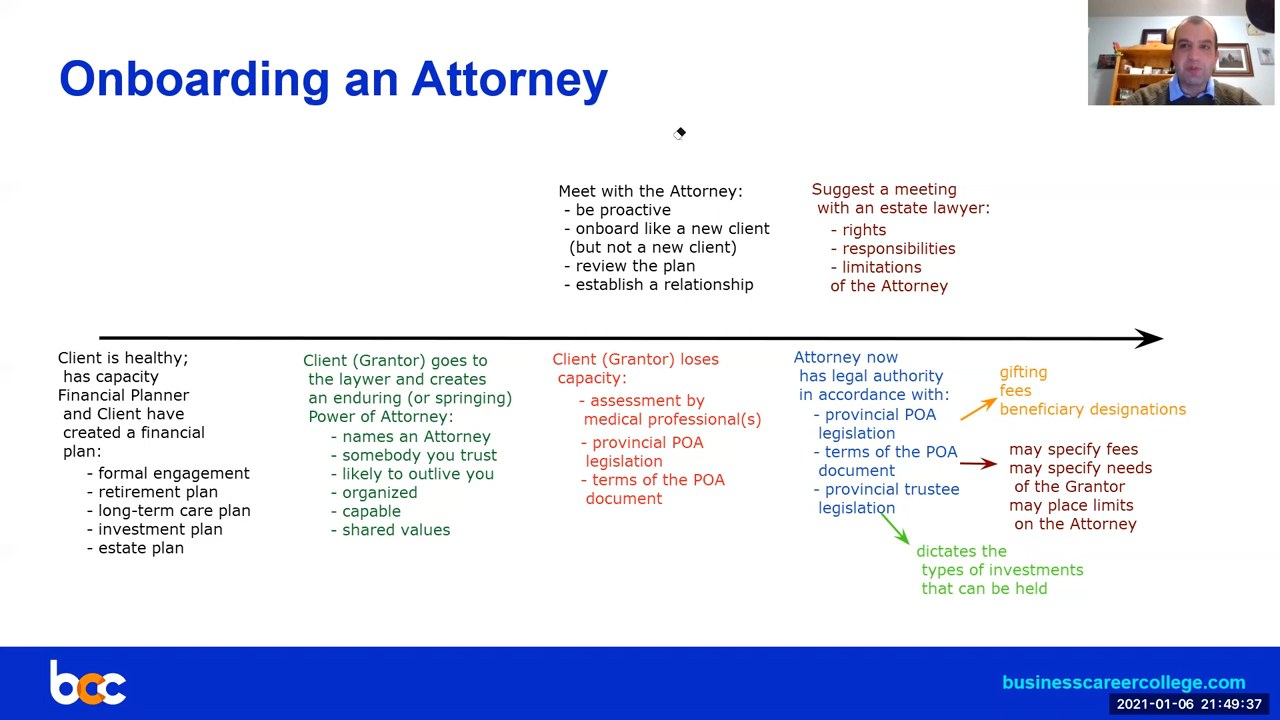 Onboarding an Attorney
Meet with the Attorney:
- be proactive
- onboard like a new client
(but not a new client)
- review the plan
- establish a relationship
Suggest a meeting
with an estate lawyer:
- rights
- responsibilities
- limitations
of the Attorney
Client is healthy;
has capacity
Financial Planner
and Client have
created a financial
plan:
- formal engagement
- retirement plan
- long-term care plan
- investment plan
- estate plan
Client (Grantor) goes to
the laywer and creates
an enduring (or springing)
Power of Attorney:
- names an Attorney
- somebody you trust
- likely to outlive you
- organized
- capable
- shared values
Client (Grantor) loses
capacity:
- assessment by
medical professional(s)
- provincial POA
legislation
- terms of the POA
document
Attorney now
has legal authority
in accordance with:
- provincial POA
legislation
- terms of the POA
document
- provincial trustee
legislation
gifting
fees
beneficiary designations
may specify fees
may specify needs
of the Grantor
may place limits
on the Attorney
dictates the
types of investments
that can be held
bcc
businesscareercollege.com
2021-01-06 21:49:37